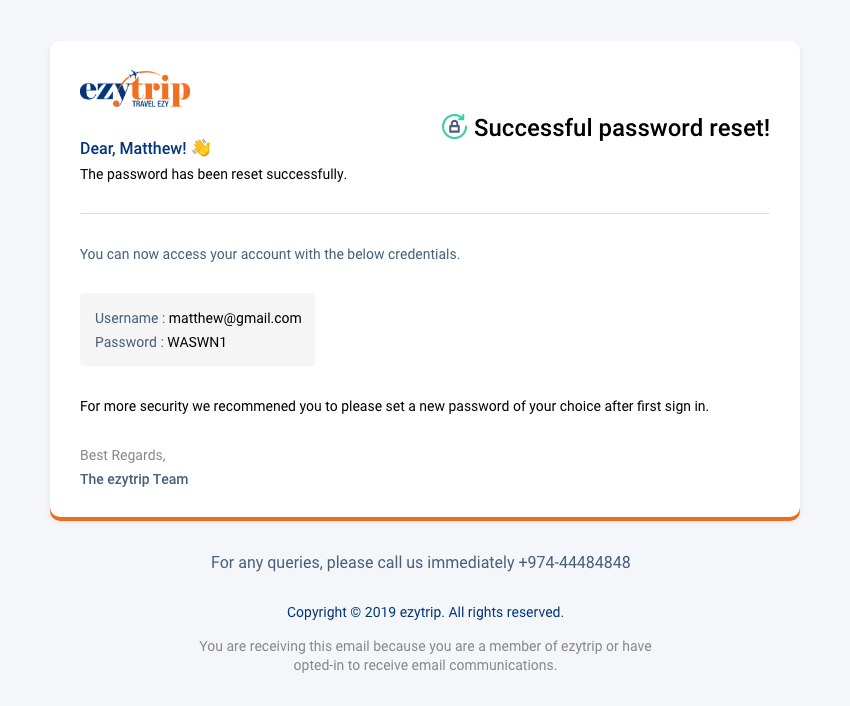 ezytrip
TRAVEL EZY
Successful password reset!
Dear, Matthew! 👋
The password has been reset successfully.
You can now access your account with the below credentials.
Username : matthew@gmail.com
Password : WASWN1
For more security we recommened you to please set a new password of your choice after first sign in.
Best Regards,
The ezytrip Team
For any queries, please call us immediately +974-44484848
Copyright © 2019 ezytrip. All rights reserved.
You are receiving this email because you are a member of ezytrip or have
opted-in to receive email communications.